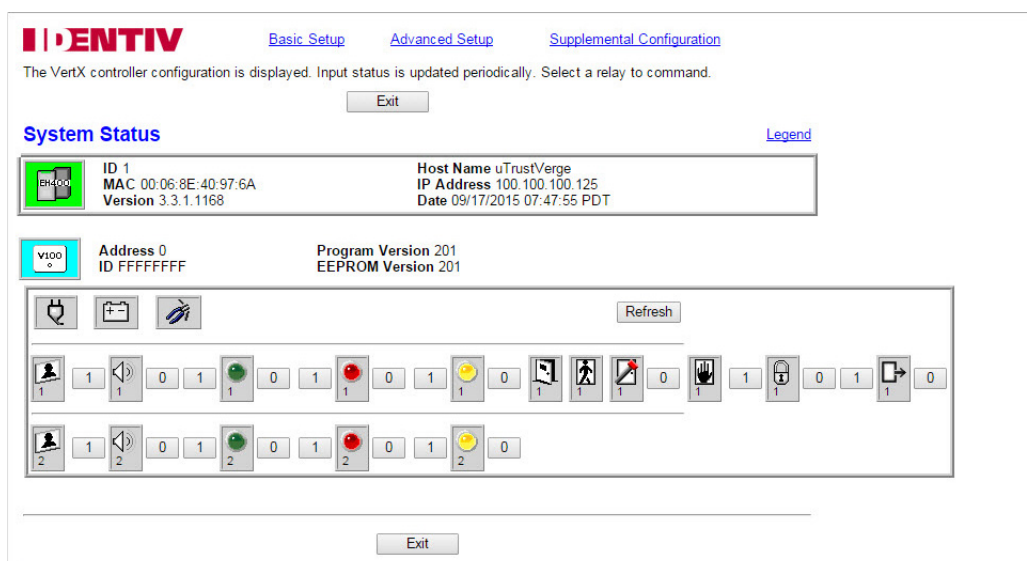 IDENTIV
Basic Setup Advanced Setup Supplemental Configuration
The VertX controller configuration is displayed. Input status is updated periodically. Select a relay to command.
Exit
System Status Legend
EH400
ID 1 Host Name uTrustVerge
MAC 00:06:8E:40:97:6A IP Address 100.100.100.125
Version 3.3.1.1168 Date 09/17/2015 07:47:55 PDT
V100
Address 0 Program Version 201
ID FFFFFFFF EEPROM Version 201
Refresh
1 0 1 0 1 0 1 0 0 1 0 1 0
1 1 1 1 1 1 1 1 1 1 1
1 0 1 0 1 0 1 0
2 2 2 2 2
Exit